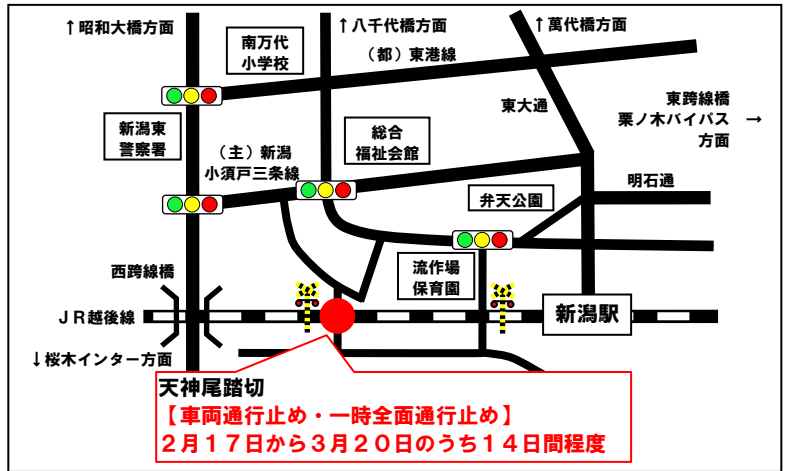 ↑昭和大橋方面
↑八千代橋方面
↑萬代橋方面
南万代
小学校
（都）東港線
東大通
東跨線橋
栗ノ木バイパス　→
方面
新潟東
警察署
（主）新潟
小須戸三条線
総合
福祉会館
明石通
弁天公園
西跨線橋
流作場
保育園
ＪＲ越後線
新潟駅
↓桜木インター方面
天神尾踏切
【車両通行止め・一時全面通行止め】
２月１７日から３月２０日のうち１４日間程度